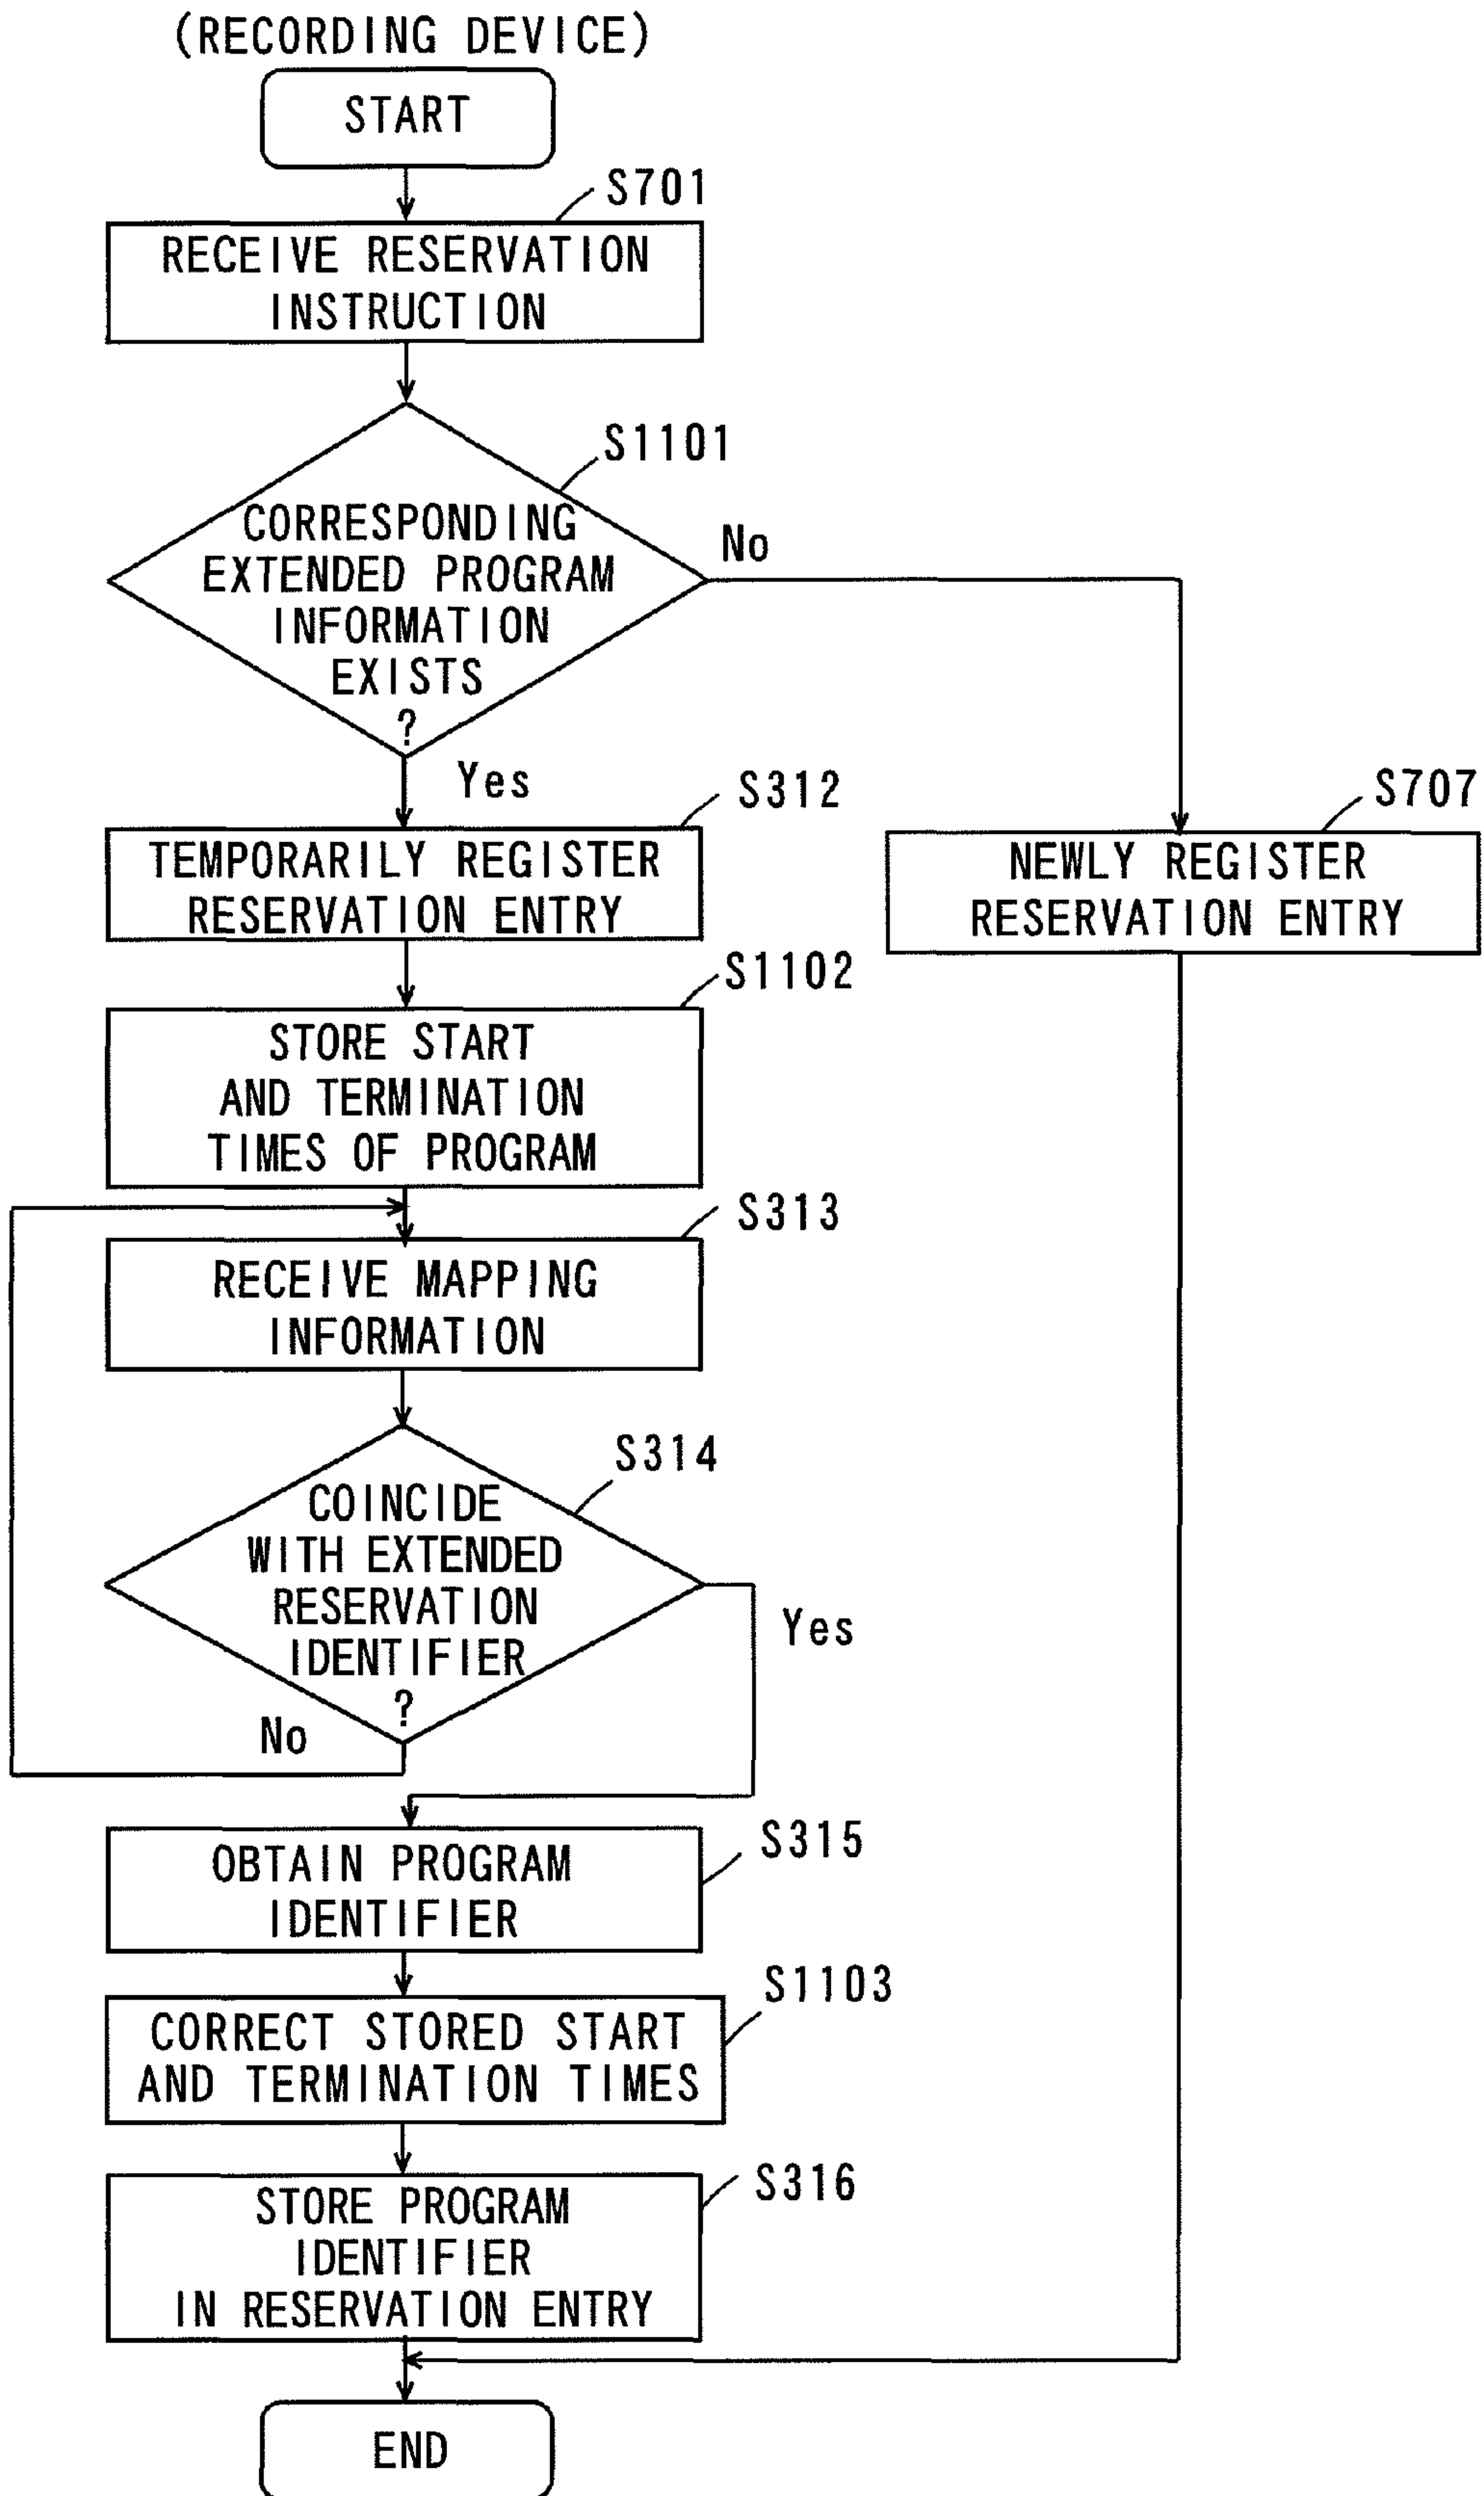 (RECORDING DEVICE)
START
S701
RECEIVE RESERVATION
INSTRUCTION
S1101
CORRESPONDING
EXTENDED PROGRAM
INFORMATION
EXISTS
?
No
Yes
S312
TEMPORARILY REGISTER
RESERVATION ENTRY
S707
NEWLY REGISTER
RESERVATION ENTRY
S1102
STORE START
AND TERMINATION
TIMES OF PROGRAM
S313
RECEIVE MAPPING
INFORMATION
S314
COINCIDE
WITH EXTENDED
RESERVATION
IDENTIFIER
?
Yes
No
S315
OBTAIN PROGRAM
IDENTIFIER
S1103
CORRECT STORED START
AND TERMINATION TIMES
S316
STORE PROGRAM
IDENTIFIER
IN RESERVATION ENTRY
END